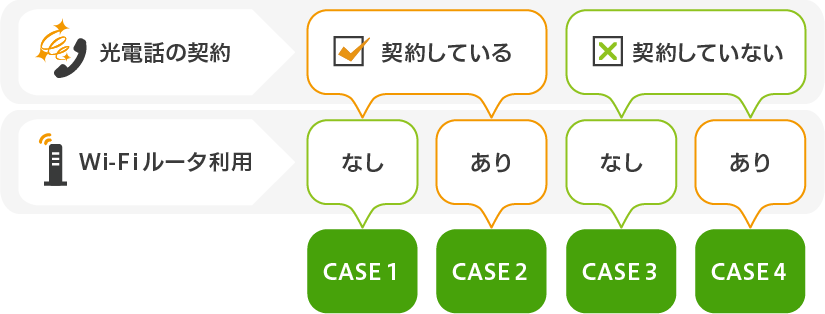 光電話の契約
契約している
契約していない
Wi-Fiルータ利用
なし
あり
なし
あり
CASE 1
CASE 2
CASE 3
CASE 4